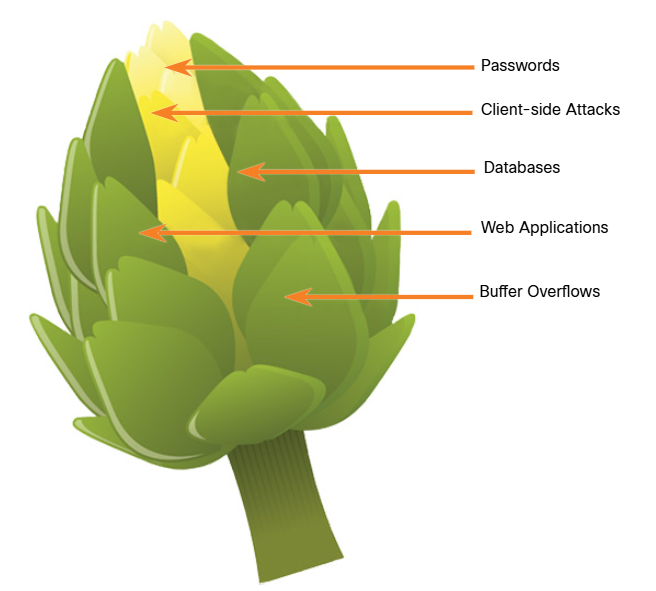 Passwords
Client-side Attacks
Databases
Web Applications
Buffer Overflows